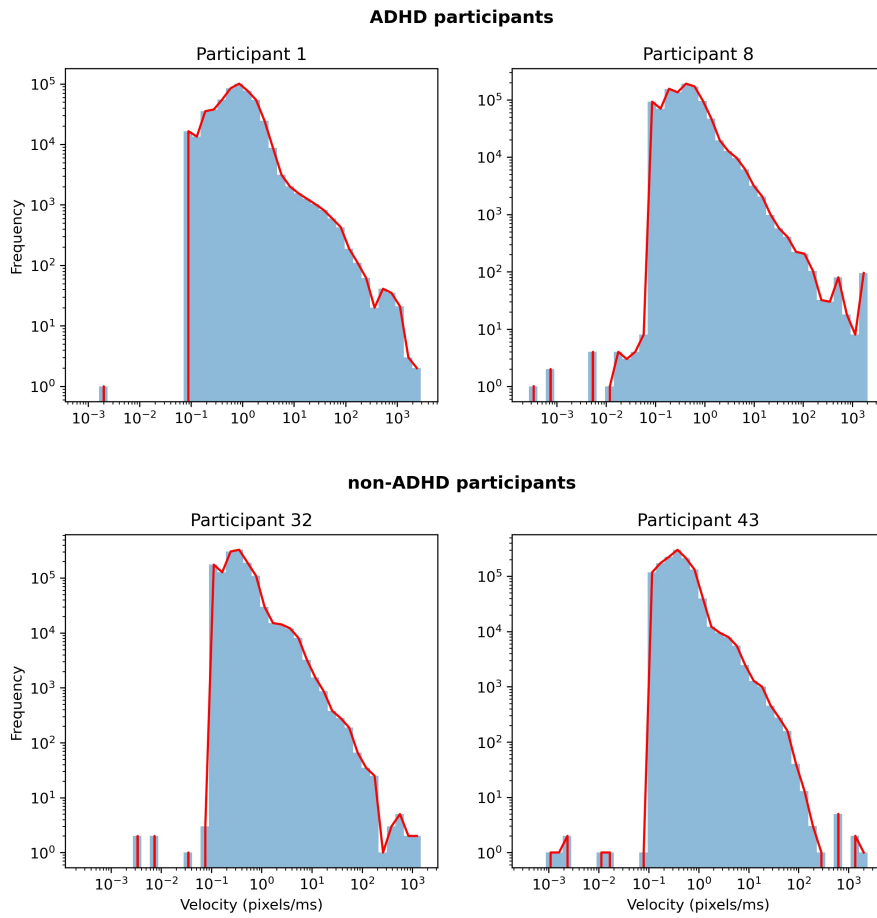 ADHD participants
Participant 1
Participant 8
10⁵
10⁴
10³
10²
10¹
10⁰
Frequency
10⁻³ 10⁻² 10⁻¹ 10⁰ 10¹ 10² 10³
10⁵
10⁴
10³
10²
10¹
10⁰
10⁻³ 10⁻² 10⁻¹ 10⁰ 10¹ 10² 10³
non-ADHD participants
Participant 32
Participant 43
10⁵
10⁴
10³
10²
10¹
10⁰
Frequency
10⁻³ 10⁻² 10⁻¹ 10⁰ 10¹ 10² 10³
Velocity (pixels/ms)
10⁵
10⁴
10³
10²
10¹
10⁰
10⁻³ 10⁻² 10⁻¹ 10⁰ 10¹ 10² 10³
Velocity (pixels/ms)